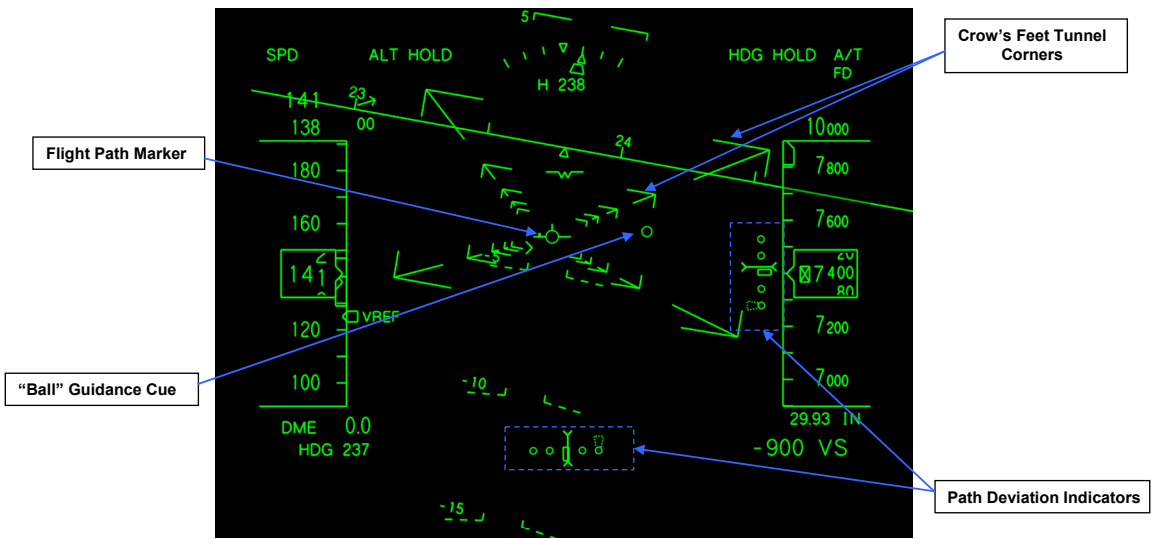 5
Crow's Feet Tunnel
Corners
SPD
ALT HOLD
HDG HOLD
A/T
FD
H 238
141
138
23
00
10000
24
Flight Path Marker
7800
180
160
7600
-5
141
7400
20
80
VREF
120
7200
100
7000
-10
"Ball" Guidance Cue
DME 0.0
HDG 237
29.93 IN
-900 VS
Path Deviation Indicators
-15